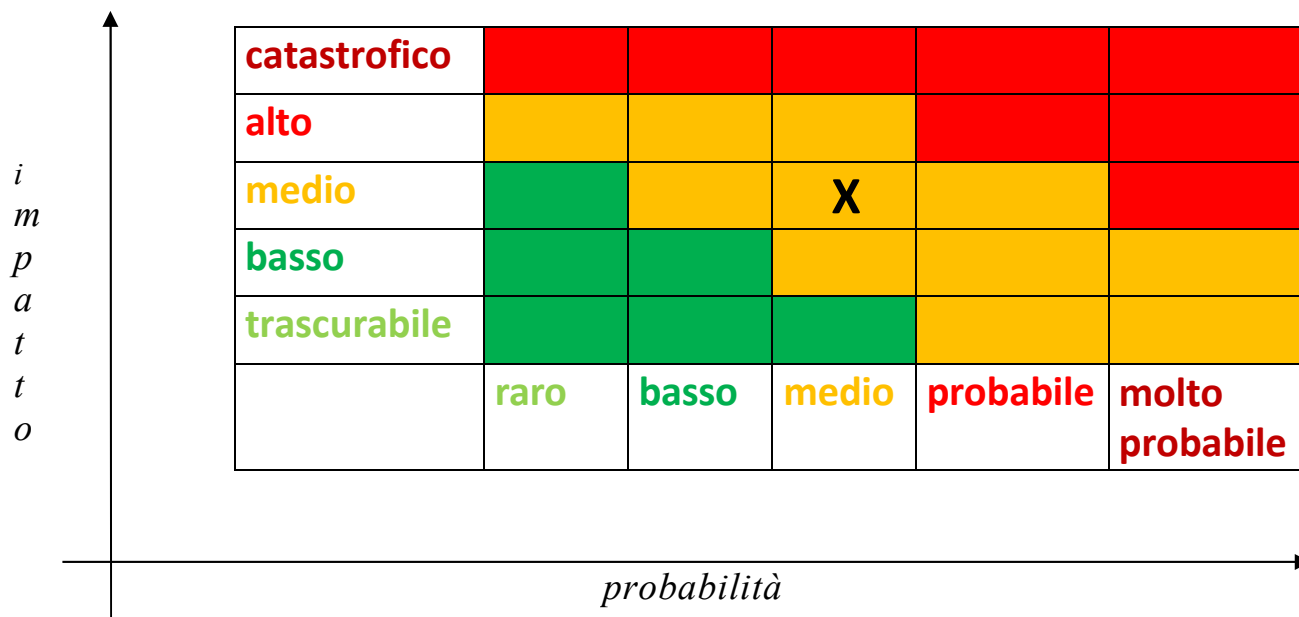 catastrofico
alto
i
m
p
a
t
t
o
medio
X
basso
trascurabile
raro
basso
medio
probabile
molto
probabile
probabilità